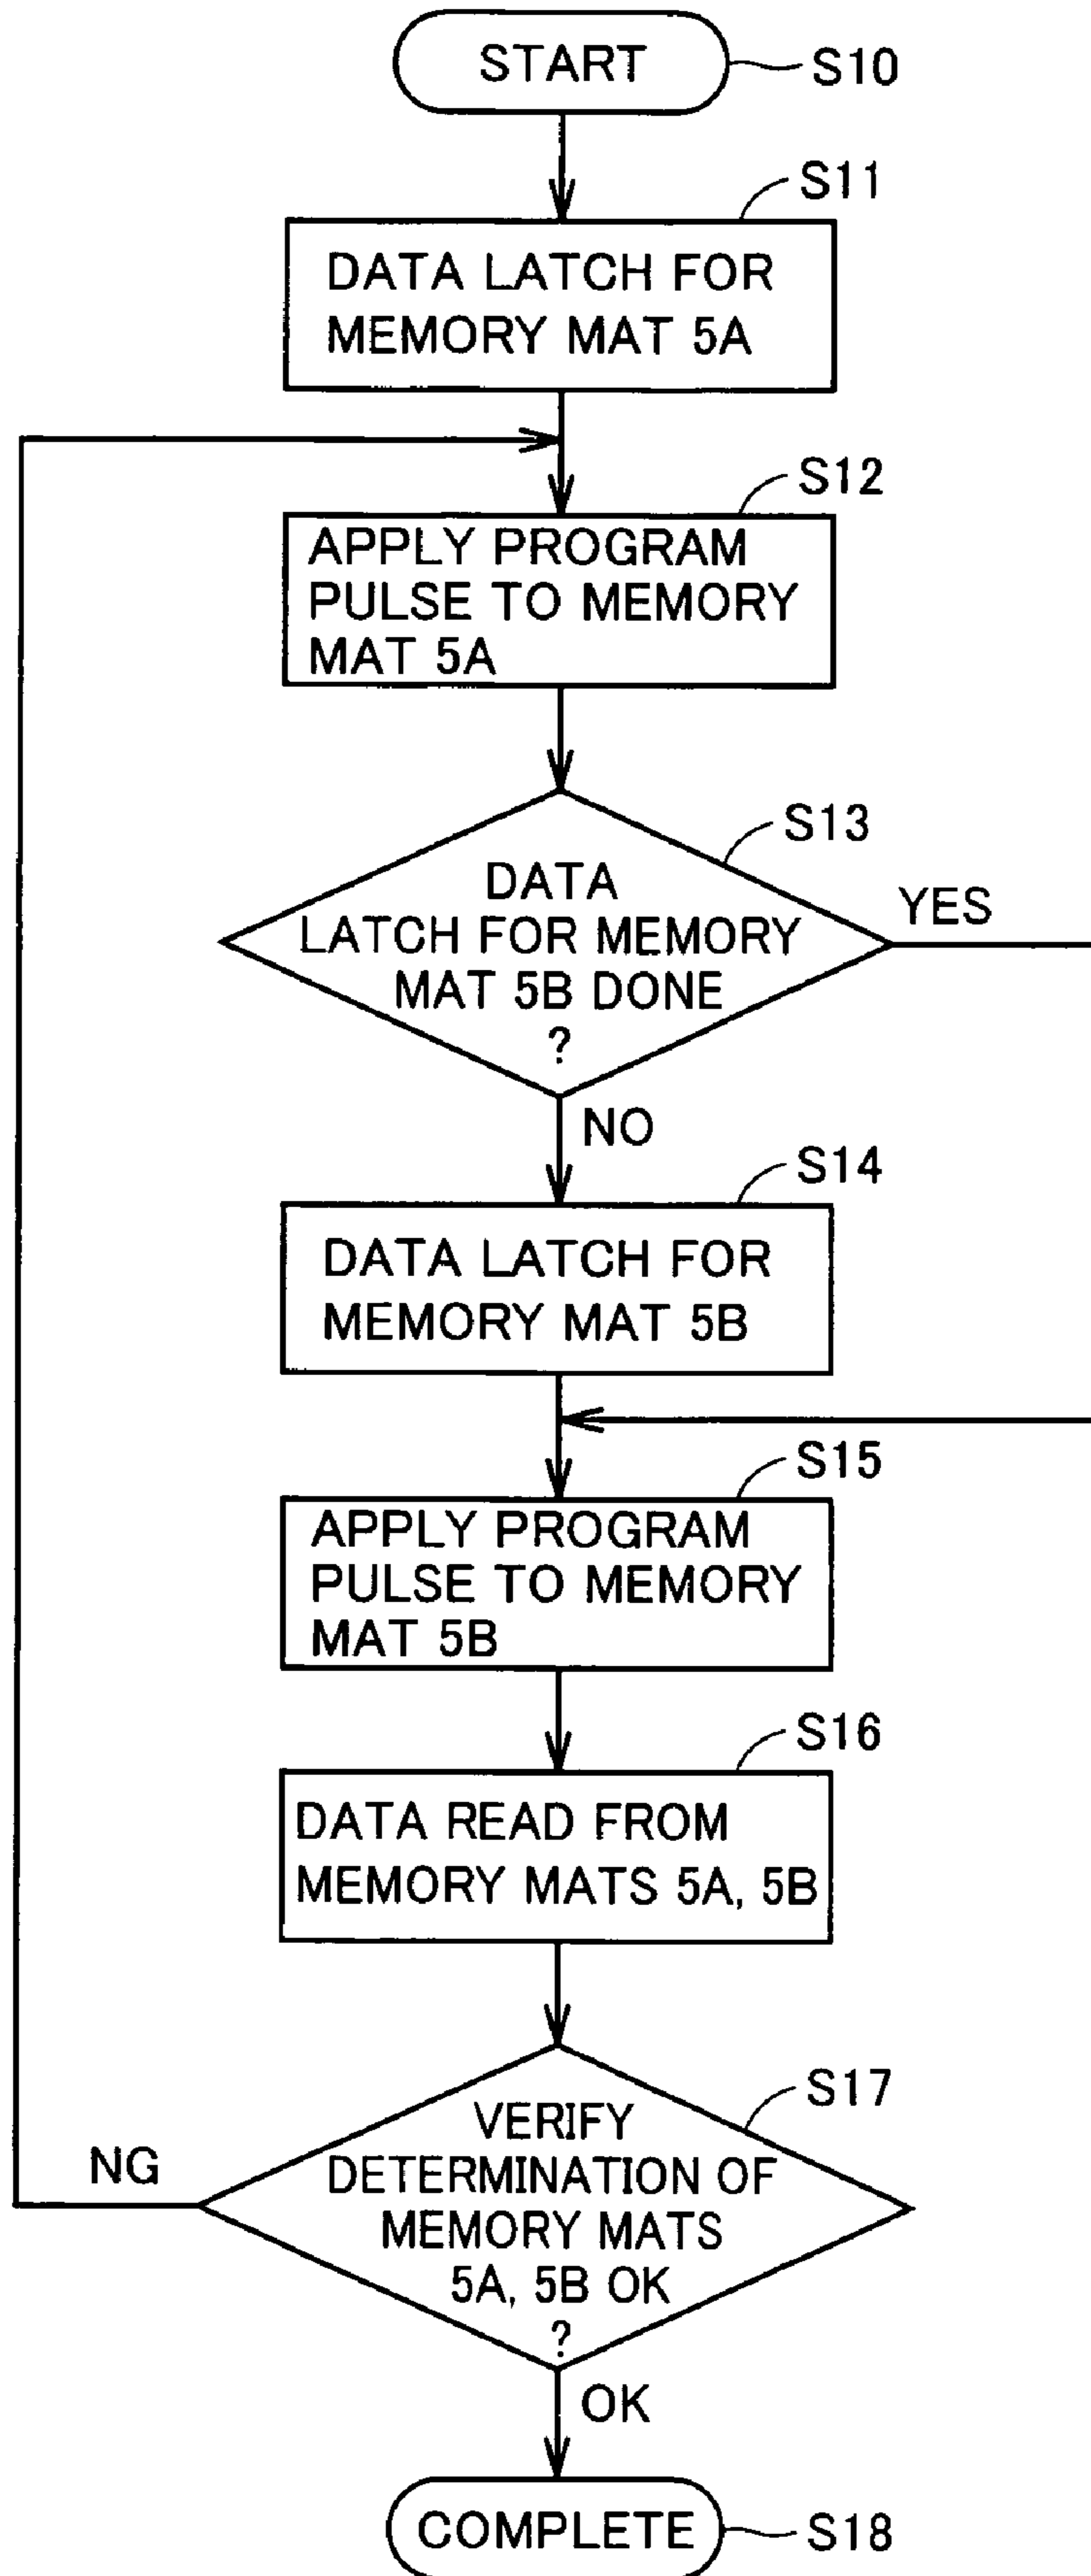 START
S10
S11
DATA LATCH FOR
MEMORY MAT 5A
S12
APPLY PROGRAM
PULSE TO MEMORY
MAT 5A
S13
DATA
LATCH FOR MEMORY
MAT 5B DONE
?
YES
NO
S14
DATA LATCH FOR
MEMORY MAT 5B
S15
APPLY PROGRAM
PULSE TO MEMORY
MAT 5B
S16
DATA READ FROM
MEMORY MATS 5A, 5B
S17
VERIFY
DETERMINATION OF
MEMORY MATS
5A, 5B OK
?
NG
OK
COMPLETE
S18